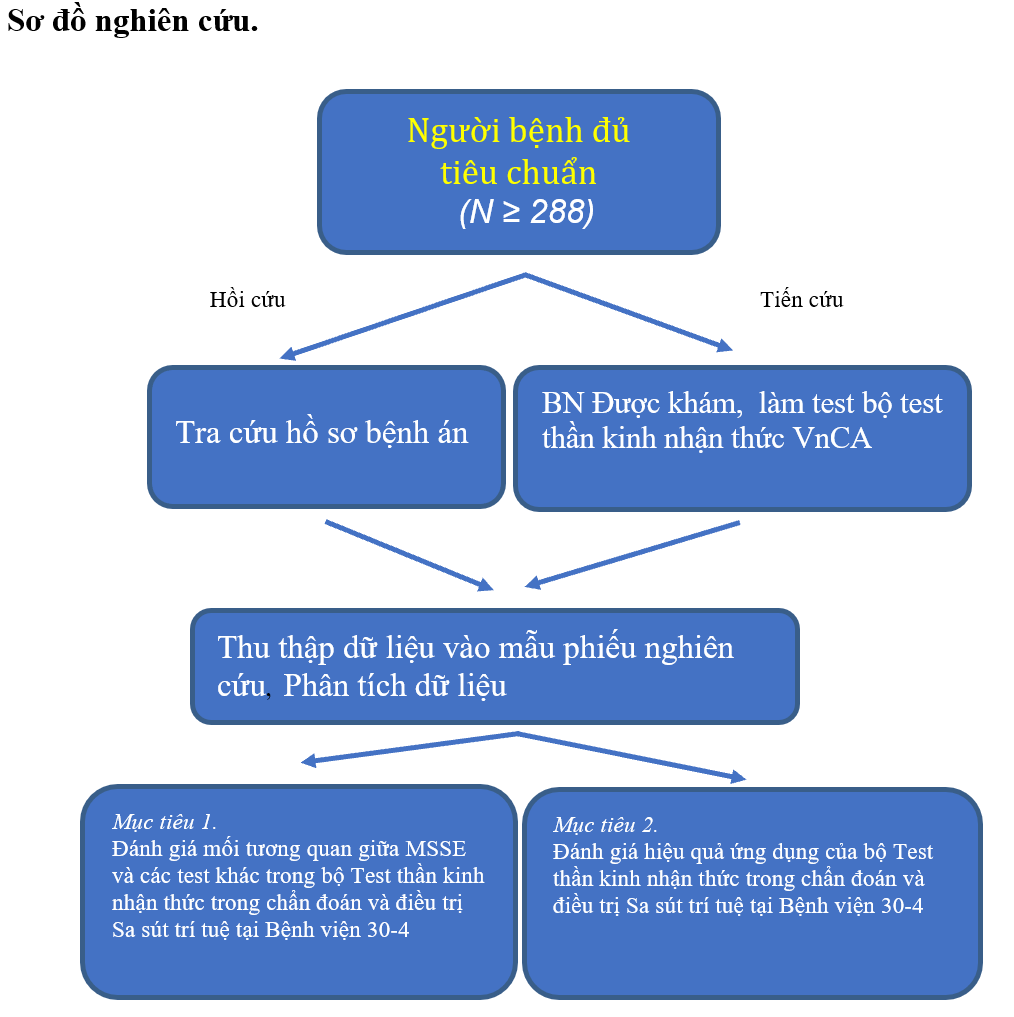 Sơ đồ nghiên cứu.
Người bệnh đủ
tiêu chuẩn
(N ≥ 288)
Hồi cứu
Tiến cứu
Tra cứu hồ sơ bệnh án
BN Được khám, làm test bộ test
thần kinh nhận thức VnCA
Thu thập dữ liệu vào mẫu phiếu nghiên
cứu, Phân tích dữ liệu
Mục tiêu 1.
Đánh giá mối tương quan giữa MSSE
và các test khác trong bộ Test thần kinh
nhận thức trong chẩn đoán và điều trị
Sa sút trí tuệ tại Bệnh viện 30-4
Mục tiêu 2.
Đánh giá hiệu quả ứng dụng của bộ Test
thần kinh nhận thức trong chẩn đoán và
điều trị Sa sút trí tuệ tại Bệnh viện 30-4